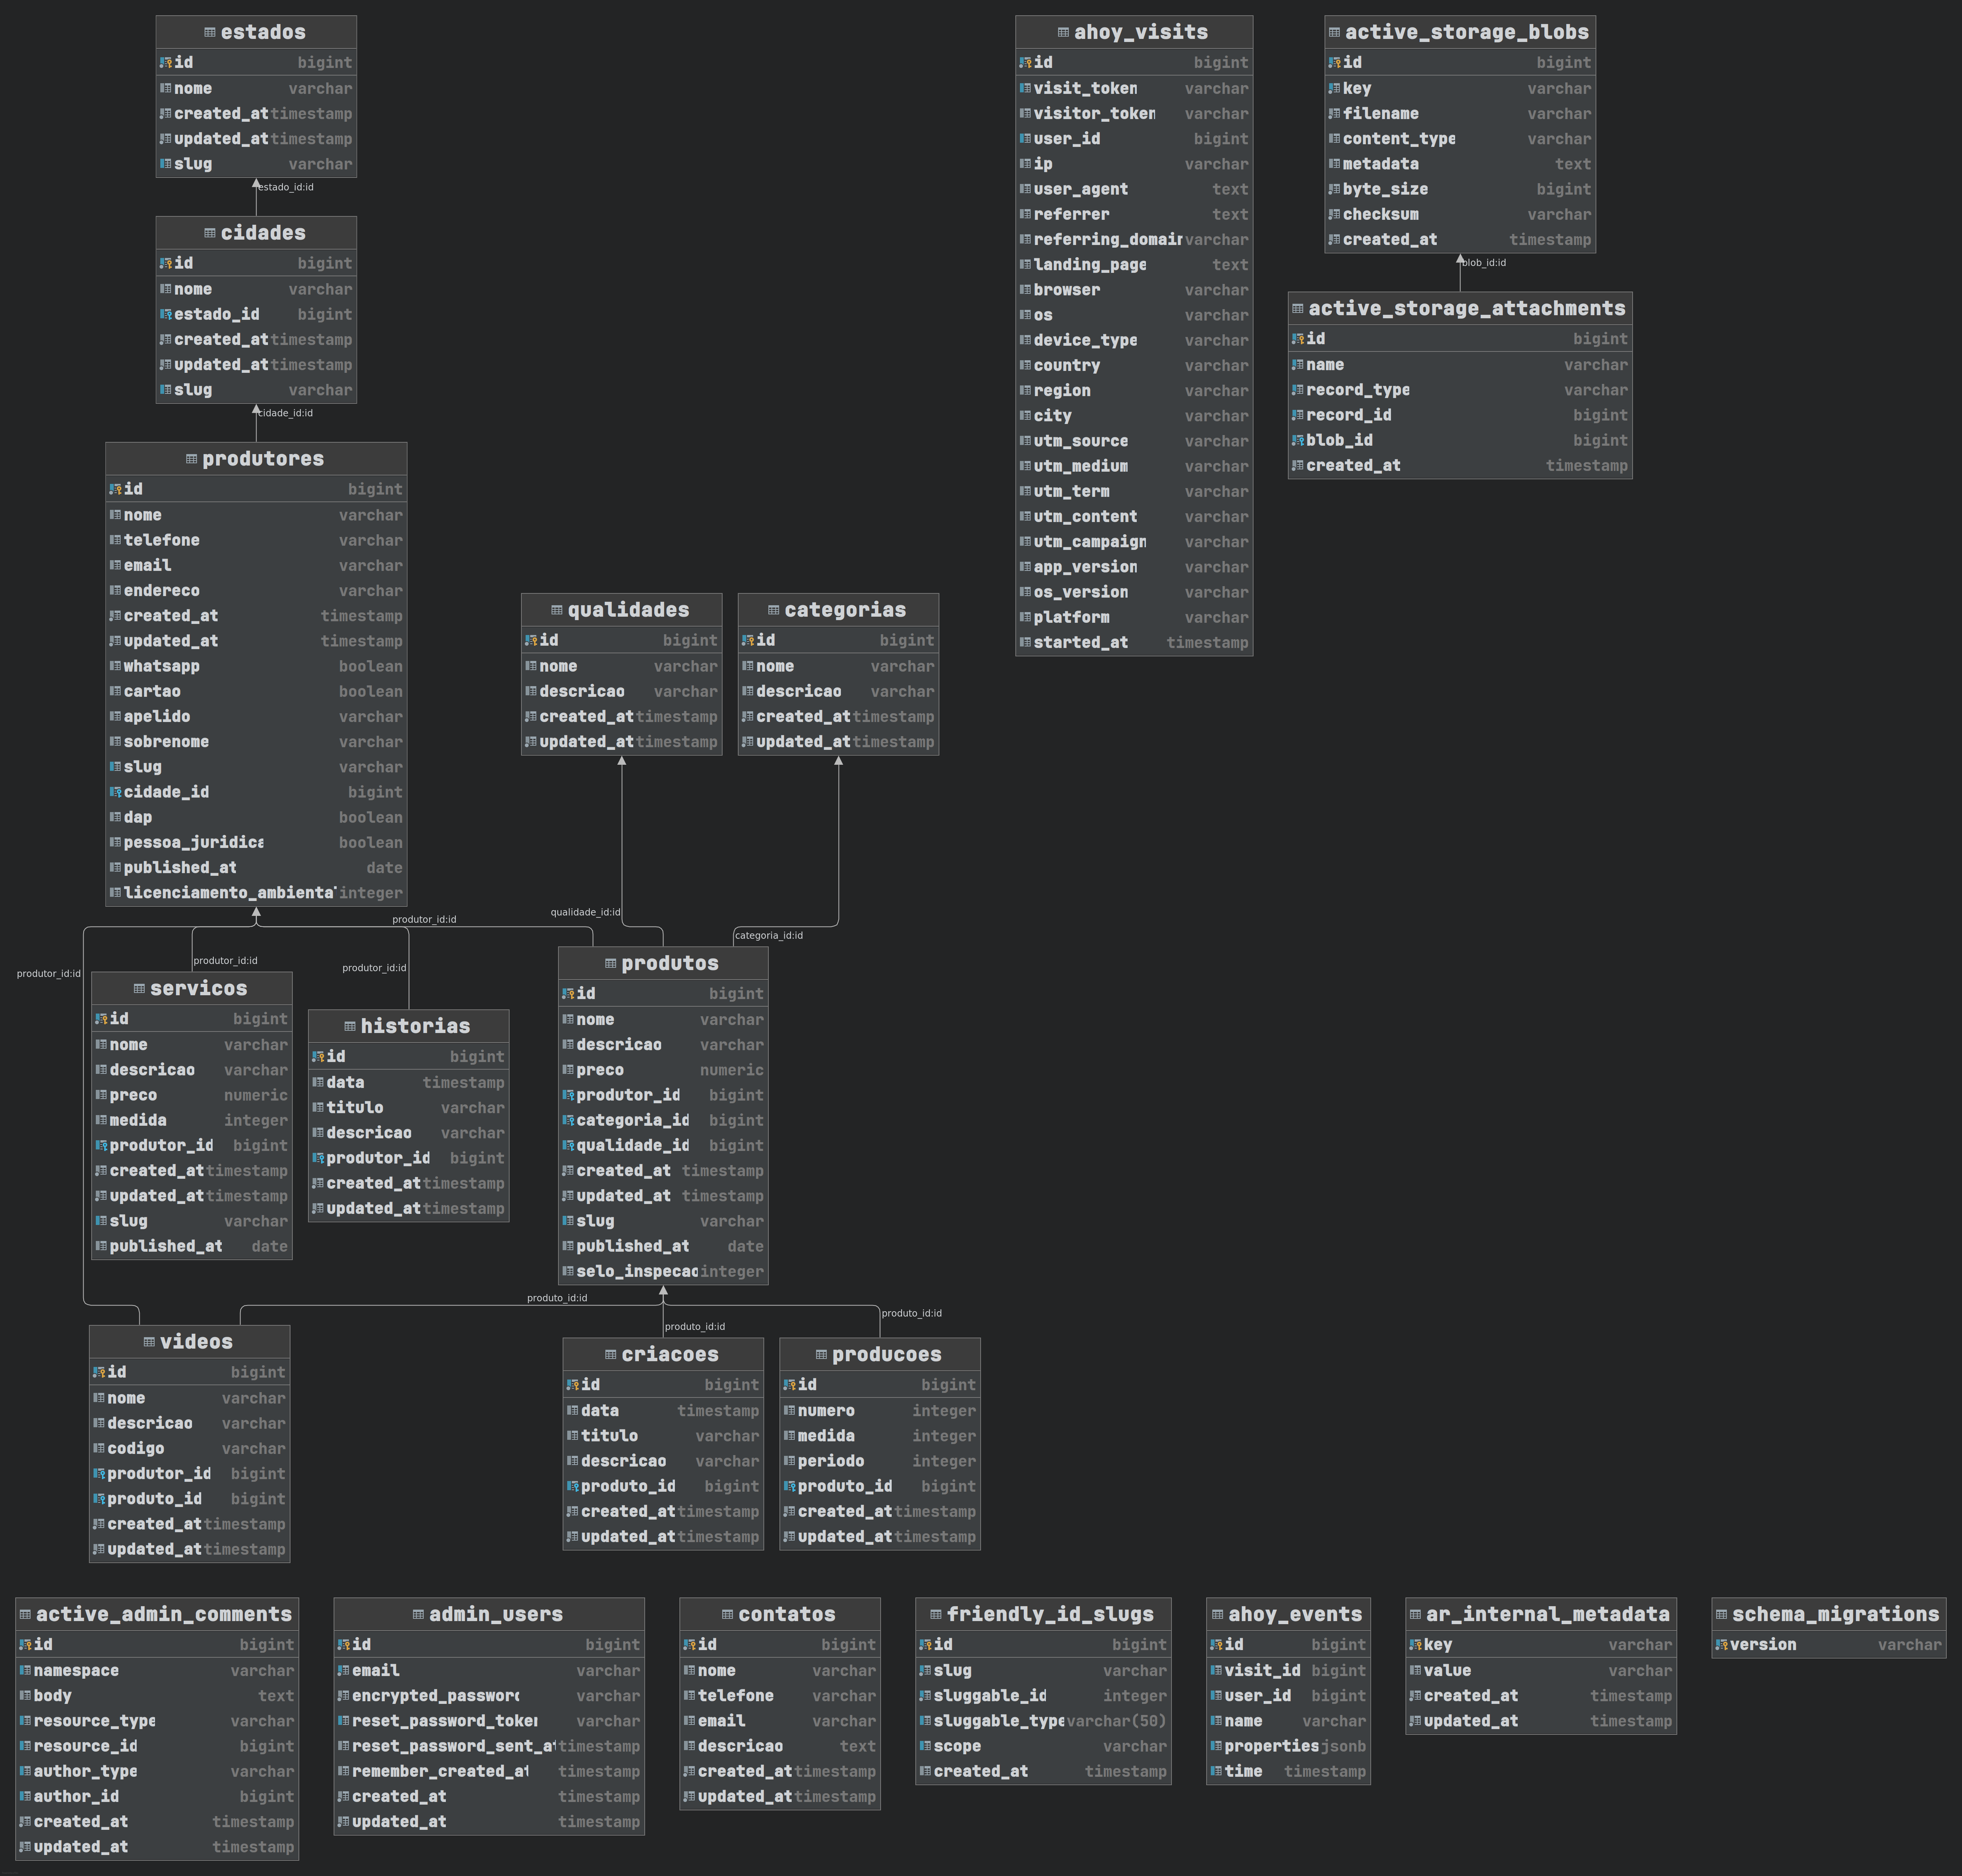 estados
id bigint
nome varchar
created_at timestamp
updated_at timestamp
slug varchar
estado_id:id
cidades
id bigint
nome varchar
estado_id bigint
created_at timestamp
updated_at timestamp
slug varchar
cidade_id:id
produtores
id bigint
nome varchar
telefone varchar
email varchar
endereco varchar
created_at timestamp
updated_at timestamp
whatsapp boolean
cartao boolean
apelido varchar
sobrenome varchar
slug varchar
cidade_id bigint
dap boolean
pessoa_juridica boolean
published_at date
licenciamento_ambienta integer
ahoy_visits
id bigint
visit_token varchar
visitor_token varchar
user_id bigint
ip varchar
user_agent text
referrer text
referring_domain varchar
landing_page text
browser varchar
os varchar
device_type varchar
country varchar
region varchar
city varchar
utm_source varchar
utm_medium varchar
utm_term varchar
utm_content varchar
utm_campaign varchar
app_version varchar
os_version varchar
platform varchar
started_at timestamp
active_storage_blobs
id bigint
key varchar
filename varchar
content_type varchar
metadata text
byte_size bigint
checksum varchar
created_at timestamp
blob_id:id
active_storage_attachments
id bigint
name varchar
record_type varchar
record_id bigint
blob_id bigint
created_at timestamp
qualidades
id bigint
nome varchar
descricao varchar
created_at timestamp
updated_at timestamp
categorias
id bigint
nome varchar
descricao varchar
created_at timestamp
updated_at timestamp
produtor_id:id
qualidade_id:id
categoria_id:id
produtor_id:id
produtor_id:id
produtor_id:id
servicos
id bigint
nome varchar
descricao varchar
preco numeric
medida integer
produtor_id bigint
created_at timestamp
updated_at timestamp
slug varchar
published_at date
historias
id bigint
data timestamp
titulo varchar
descricao varchar
produtor_id bigint
created_at timestamp
updated_at timestamp
produtos
id bigint
nome varchar
descricao varchar
preco numeric
produtor_id bigint
categoria_id bigint
qualidade_id bigint
created_at timestamp
updated_at timestamp
slug varchar
published_at date
selo_inspecao integer
produto_id:id
produto_id:id
produto_id:id
videos
id bigint
nome varchar
descricao varchar
codigo varchar
produtor_id bigint
produto_id bigint
created_at timestamp
updated_at timestamp
criacoes
id bigint
data timestamp
titulo varchar
descricao varchar
produto_id bigint
created_at timestamp
updated_at timestamp
producoes
id bigint
numero integer
medida integer
periodo integer
produto_id bigint
created_at timestamp
updated_at timestamp
active_admin_comments
id bigint
namespace varchar
body text
resource_type varchar
resource_id bigint
author_type varchar
author_id bigint
created_at timestamp
updated_at timestamp
admin_users
id bigint
email varchar
encrypted_password varchar
reset_password_token varchar
reset_password_sent_at timestamp
remember_created_at timestamp
created_at timestamp
updated_at timestamp
contatos
id bigint
nome varchar
telefone varchar
email varchar
descricao text
created_at timestamp
updated_at timestamp
friendly_id_slugs
id bigint
slug varchar
sluggable_id integer
sluggable_type varchar(50)
scope varchar
created_at timestamp
ahoy_events
id bigint
visit_id bigint
user_id bigint
name varchar
properties jsonb
time timestamp
ar_internal_metadata
key varchar
value varchar
created_at timestamp
updated_at timestamp
schema_migrations
version varchar